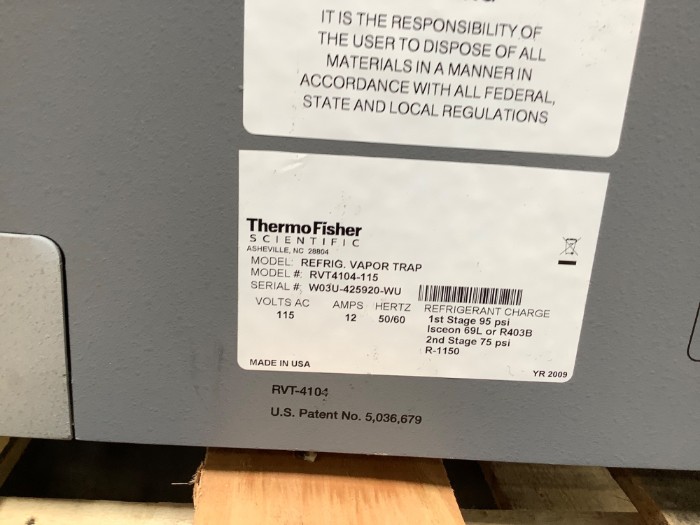 IT IS THE RESPONSIBILITY OF
THE USER TO DISPOSE OF ALL
MATERIALS IN A MANNER IN
ACCORDANCE WITH ALL FEDERAL,
STATE AND LOCAL REGULATIONS
ThermoFisher
SCIENTIFIC
ASHEVILLE, NC 28804
MODEL: REFRIG. VAPOR TRAP
MODEL #: RVT4104-115
SERIAL #: W03U-425920-WU
VOLTS AC AMPS HERTZ REFRIGERANT CHARGE
115 12 50/60 1st Stage 95 psi
Isceon 69L or R403B
2nd Stage 75 psi
R-1150
MADE IN USA
YR 2009
RVT-4104
U.S. Patent No. 5,036,679